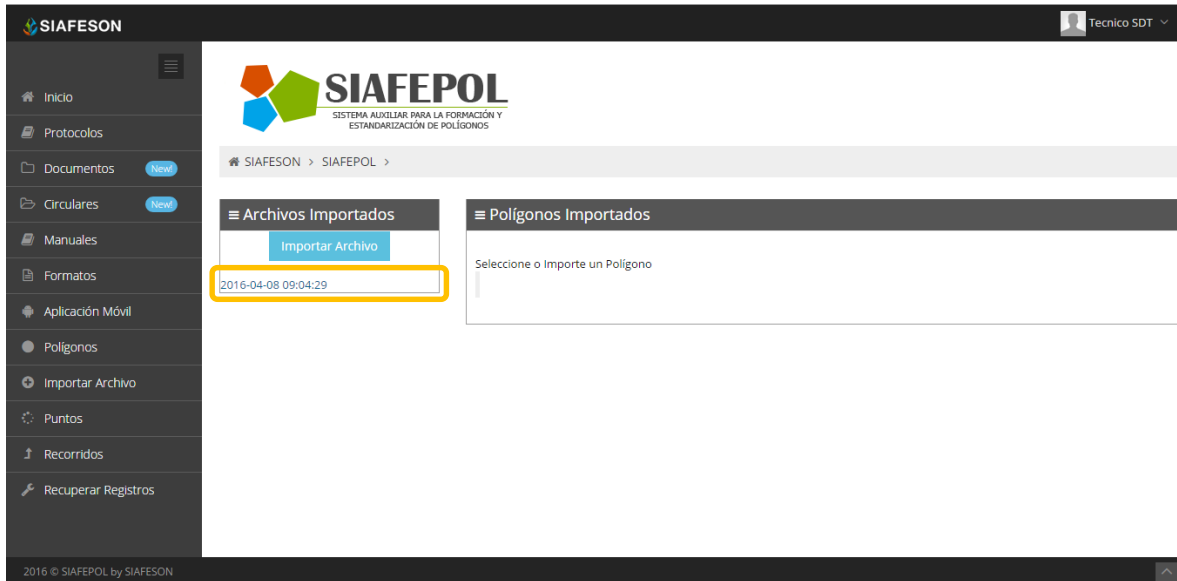 SIAFESON
Tecnico SDT
Inicio
Protocolos
Documentos New!
Circulares New!
Manuales
Formatos
Aplicación Móvil
Polígonos
Importar Archivo
Puntos
Recorridos
Recuperar Registros
SIAFEPOL
SISTEMA AUXILIAR PARA LA FORMACIÓN Y
ESTANDARIZACIÓN DE POLÍGONOS
SIAFESON > SIAFEPOL >
Archivos Importados
Importar Archivo
2016-04-08 09:04:29
Polígonos Importados
Seleccione o Importe un Polígono
2016 © SIAFEPOL by SIAFESON